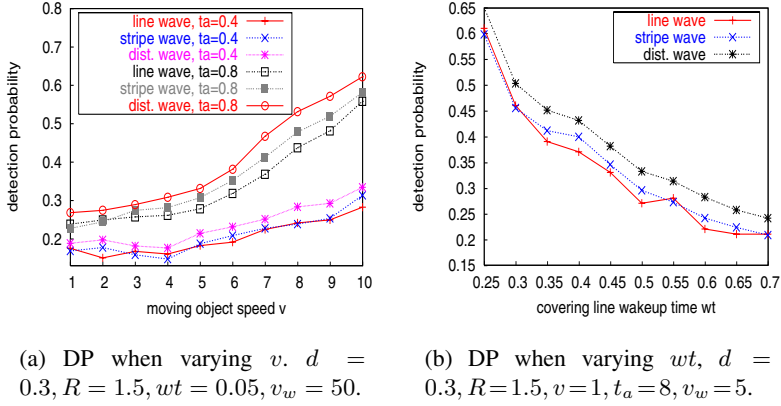 0.8
0.7
0.6
0.5
0.4
0.3
0.2
detection probability
line wave, ta=0.4
stripe wave, ta=0.4
dist. wave, ta=0.4
line wave, ta=0.8
stripe wave, ta=0.8
dist. wave, ta=0.8
1 2 3 4 5 6 7 8 9 10
moving object speed v
(a) DP when varying v. d =
0.3, R = 1.5, wt = 0.05, v_w = 50.
0.65
0.6
0.55
0.5
0.45
0.4
0.35
0.3
0.25
0.2
0.15
detection probability
line wave
stripe wave
dist. wave
0.25 0.3 0.35 0.4 0.45 0.5 0.55 0.6 0.65 0.7
covering line wakeup time wt
(b) DP when varying wt, d =
0.3, R=1.5, v=1, t_a=8, v_w=5.